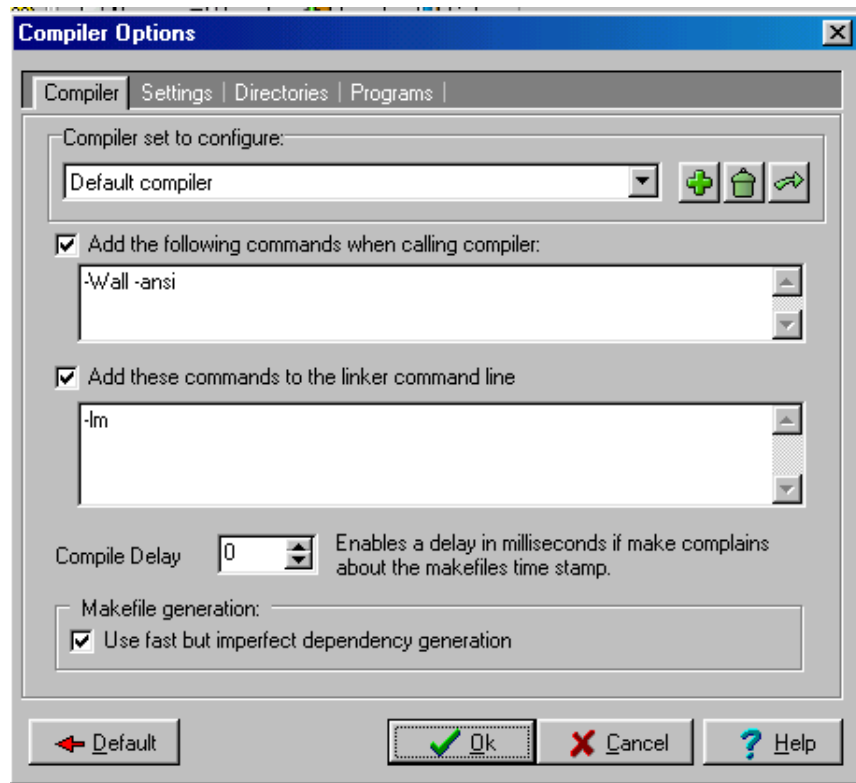 Compiler Options
Compiler | Settings | Directories | Programs |
Compiler set to configure:
Default compiler
Add the following commands when calling compiler:
-Wall -ansi
Add these commands to the linker command line
-lm
Compile Delay
0
Enables a delay in milliseconds if make complains
about the makefiles time stamp.
Makefile generation:
Use fast but imperfect dependency generation
Default
Ok
Cancel
Help